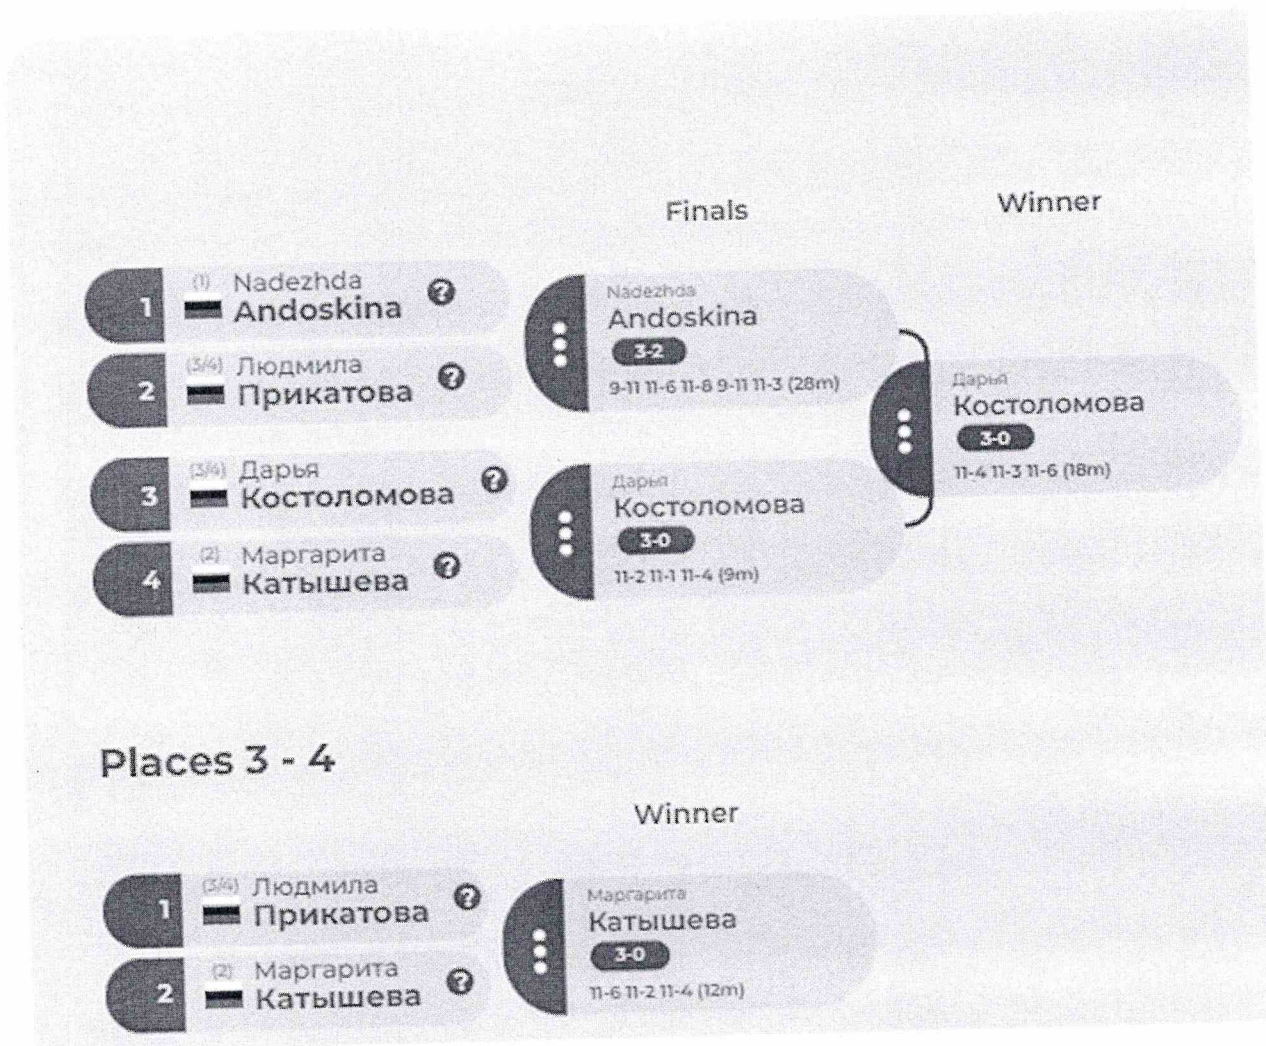 Finals
Winner
1
(1) Nadezhda
Andoskina
?
2
(3/4) Людмила
Прикатова
?
3
(3/4) Дарья
Костоломова
?
4
(2) Маргарита
Катышева
?
Nadezhda
Andoskina
3-2
9-11 11-6 11-8 9-11 11-3 (28m)
Дарья
Костоломова
3-0
11-2 11-1 11-4 (9m)
Дарья
Костоломова
3-0
11-4 11-3 11-6 (18m)
Places 3 - 4
Winner
1
(3/4) Людмила
Прикатова
?
2
(2) Маргарита
Катышева
?
Маргарита
Катышева
3-0
11-6 11-2 11-4 (12m)